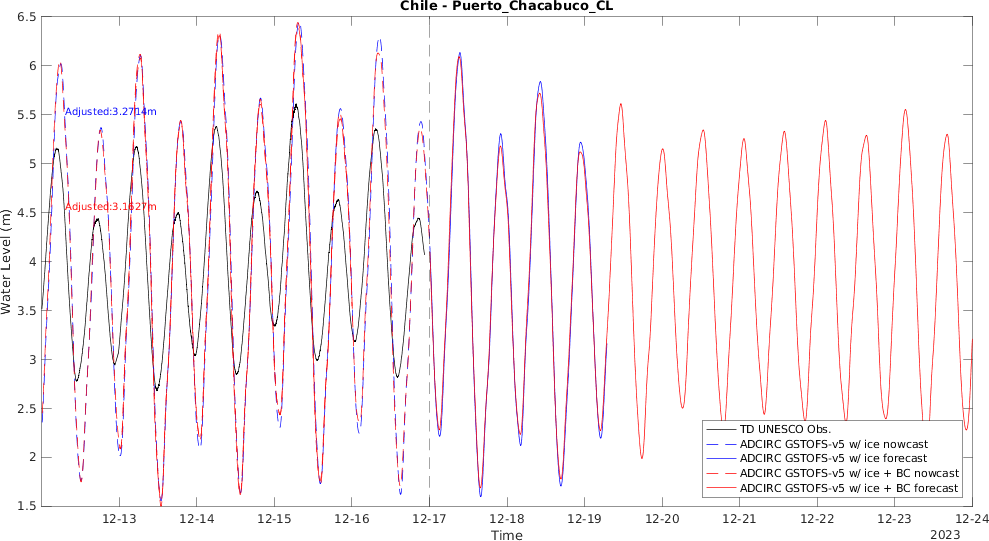 Chile - Puerto_Chacabuco_CL
6.5
6
5.5
5
4.5
4
3.5
3
2.5
2
1.5
Water Level (m)
Adjusted:3.2714m
Adjusted:3.1627m
TD UNESCO Obs.
ADCIRC GSTOFS-v5 w/ ice nowcast
ADCIRC GSTOFS-v5 w/ ice forecast
ADCIRC GSTOFS-v5 w/ ice + BC nowcast
ADCIRC GSTOFS-v5 w/ ice + BC forecast
12-13 12-14 12-15 12-16 12-17 12-18 12-19 12-20 12-21 12-22 12-23 12-24
Time
2023